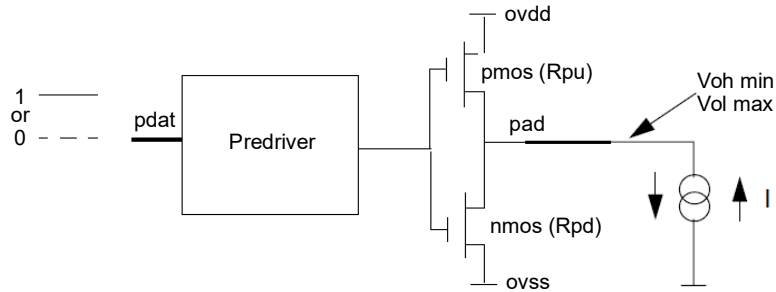 ovdd
pmos (Rpu)
1
or
0
pdat
Predriver
pad
Voh min
Vol max
nmos (Rpd)
I
ovss